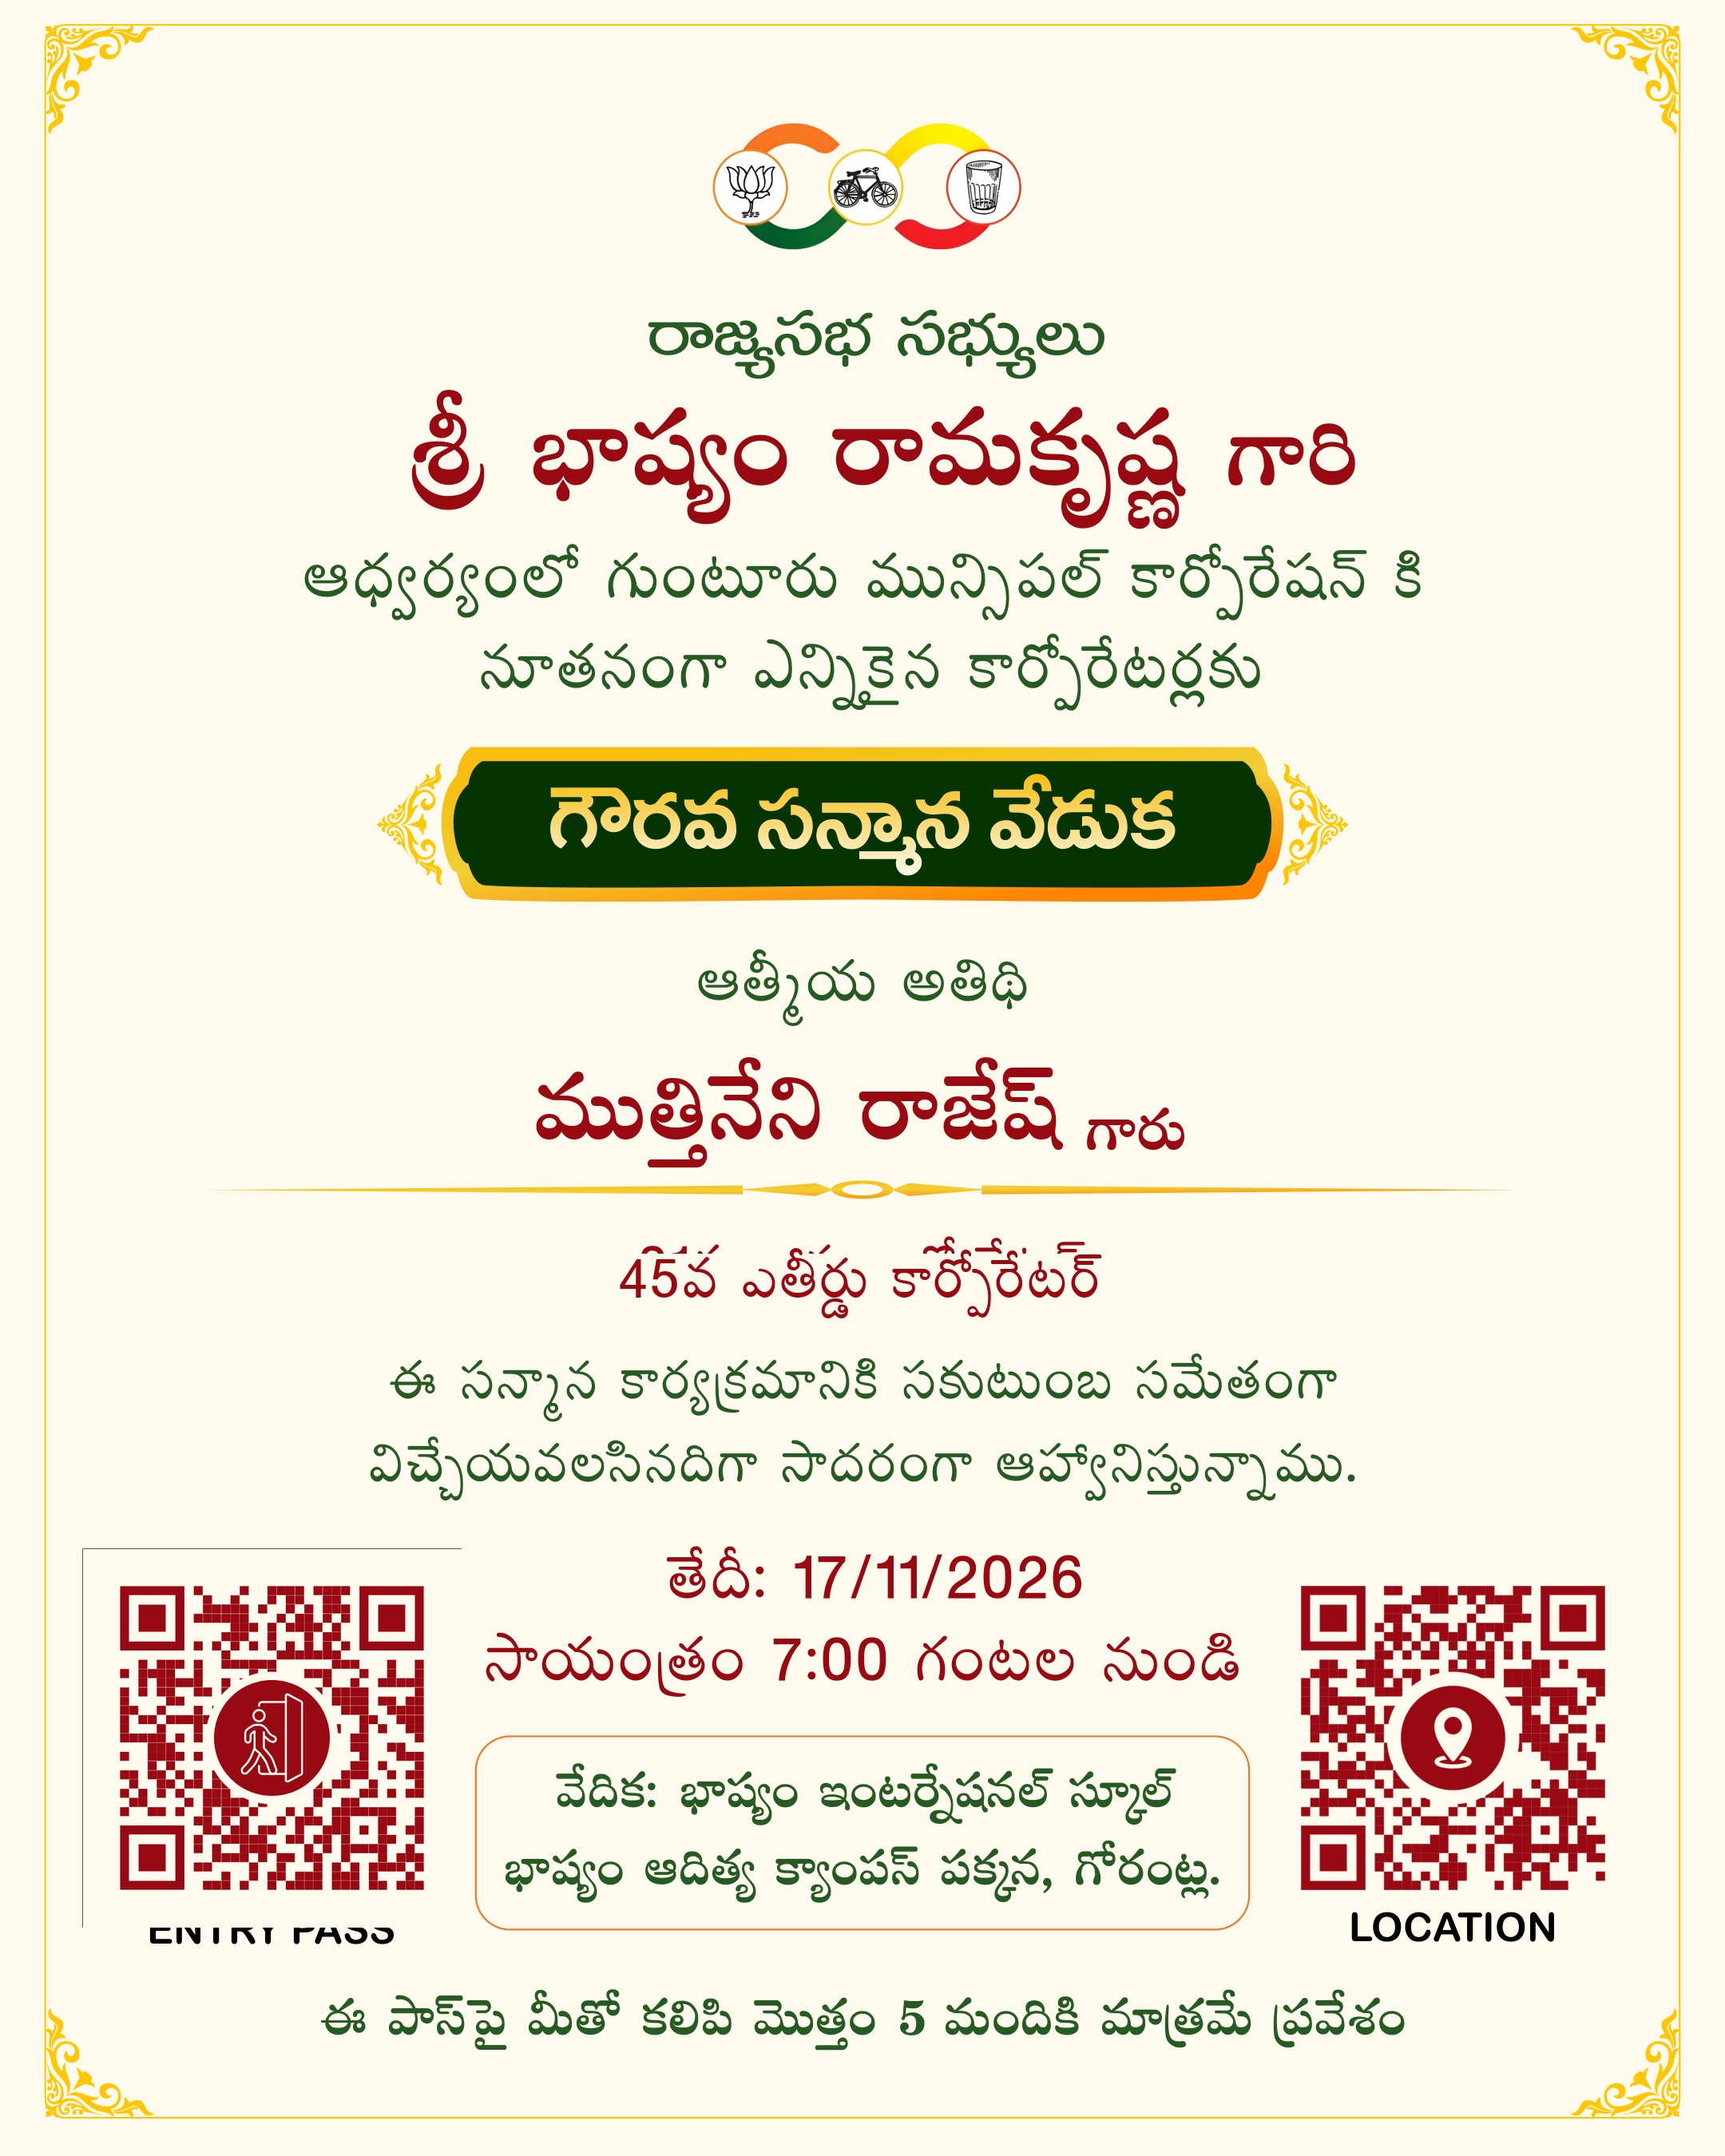 రాజ్యసభ సభ్యులు
శ్రీ భాష్యం రామకృష్ణ గారి
ఆధ్వర్యంలో గుంటూరు మున్సిపల్ కార్పోరేషన్ కి
నూతనంగా ఎన్నికైన కార్పోరేటర్లకు
గౌరవ సన్మాన వేడుక
ఆత్మీయ అతిథి
ముత్తినేని రాజేష్ గారు
45వ కార్పోరేటర్
ఈ సన్మాన కార్యక్రమానికి సకుటుంబ సమేతంగా
విచ్చేయవలసినదిగా సాదరంగా ఆహ్వానిస్తున్నాము.
తేదీ: 17/11/2026
సాయంత్రం 7:00 గంటల నుండి
వేదిక: భాష్యం ఇంటర్నేషనల్ స్కూల్
భాష్యం ఆదిత్య క్యాంపస్ పక్కన, గోరంట్ల.
ENTRY PASS
LOCATION
ఈ పాస్‌పై మీతో కలిపి మొత్తం 5 మందికి మాత్రమే ప్రవేశం